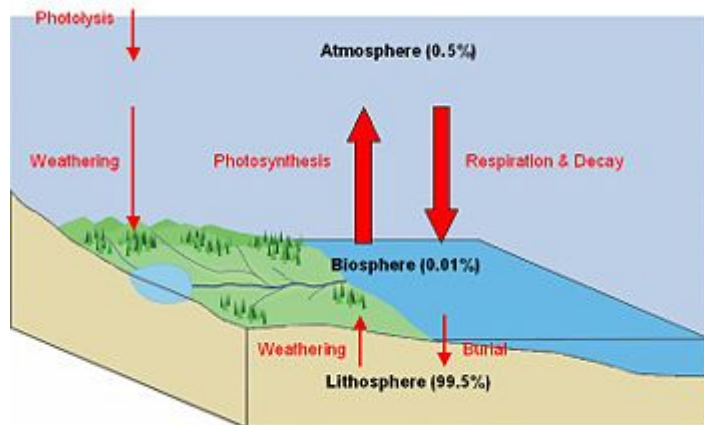 Photolysis
Atmosphere (0.5%)
Weathering
Photosynthesis
Respiration & Decay
Biosphere (0.01%)
Weathering
Burial
Lithosphere (99.5%)